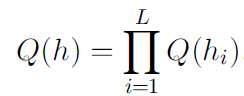 Q(h) = ∏_{i=1}^{L} Q(h_i)